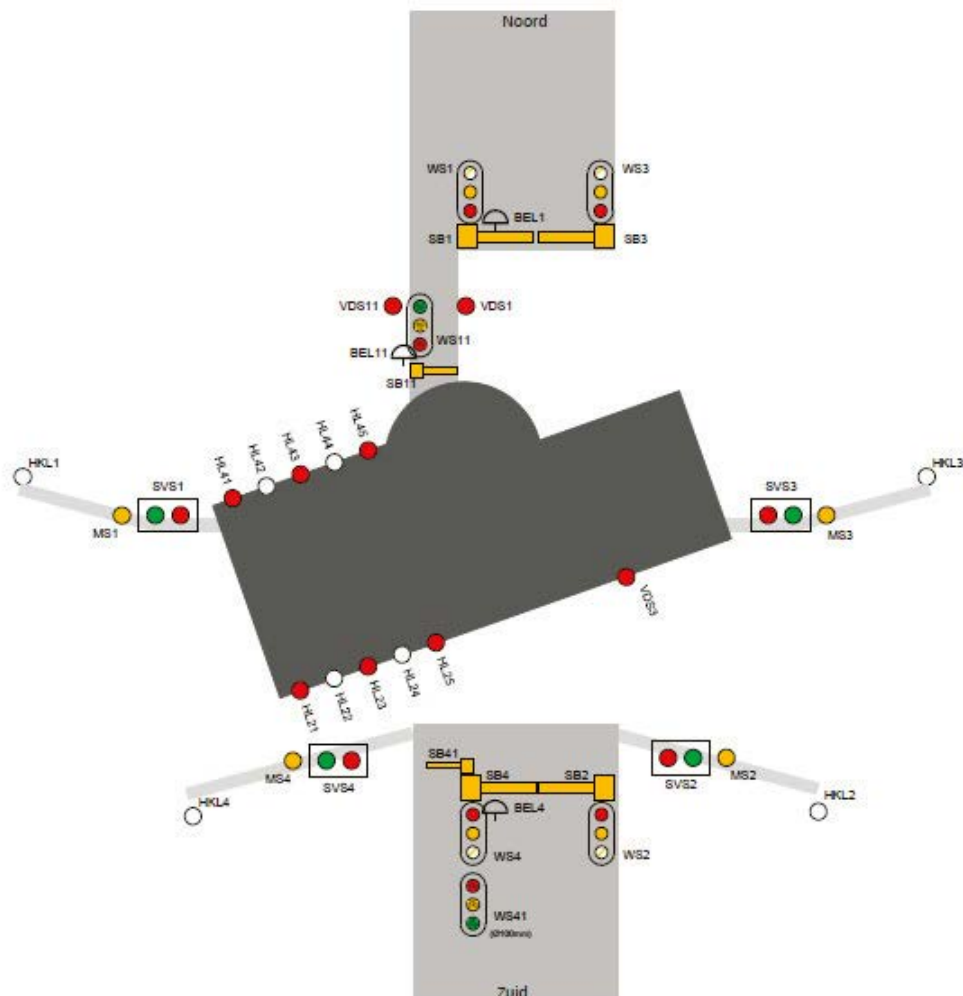 Noord
WS1
WS3
BEL1
SB1
SB3
VDS11
VDS1
WS11
BEL11
SB11
HL45
HL44
HL43
HL42
HL41
HKL1
HKL3
SVS1
SVS3
MS1
MS3
VDS3
HL25
HL24
HL23
HL22
HL21
SB41
SB4
SB2
MS4
SVS4
SVS2
MS2
HKL4
HKL2
BEL4
WS4
WS2
WS41
(Ø100mm)
Zuid